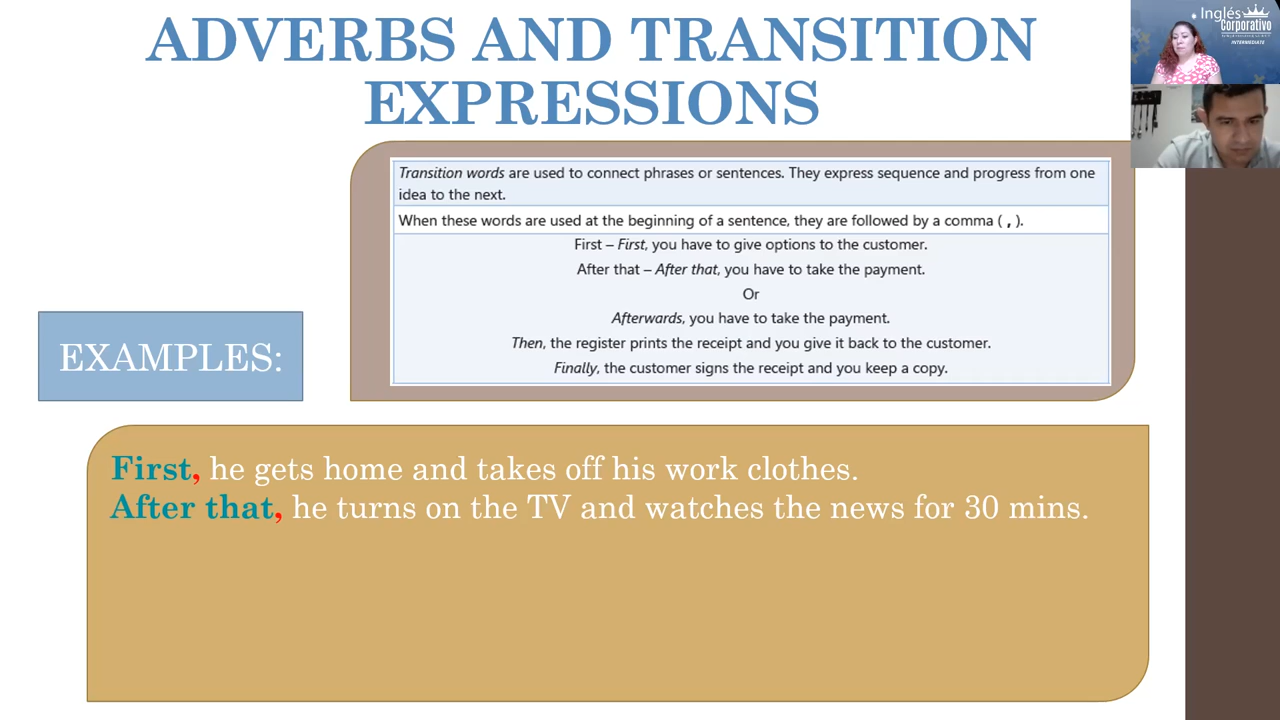 ADVERBS AND TRANSITION
EXPRESSIONS
Inglés
Corporativo
INTERMEDIATE
Transition words are used to connect phrases or sentences. They express sequence and progress from one
idea to the next.
When these words are used at the beginning of a sentence, they are followed by a comma ( , ).
First – First, you have to give options to the customer.
After that – After that, you have to take the payment.
Or
Afterwards, you have to take the payment.
Then, the register prints the receipt and you give it back to the customer.
Finally, the customer signs the receipt and you keep a copy.
EXAMPLES:
First, he gets home and takes off his work clothes.
After that, he turns on the TV and watches the news for 30 mins.